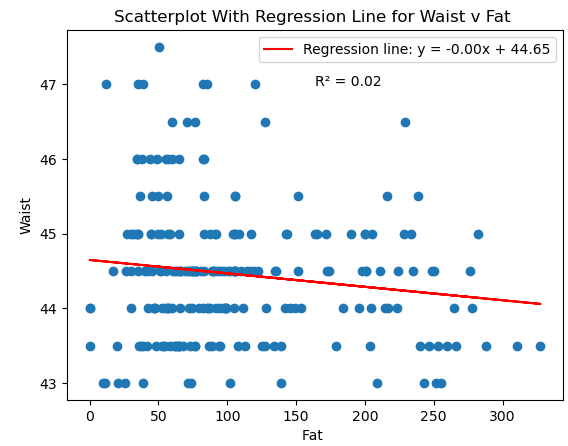 Scatterplot With Regression Line for Waist v Fat
Regression line: y = -0.00x + 44.65
R² = 0.02
47
46
45
44
43
Waist
0 50 100 150 200 250 300
Fat